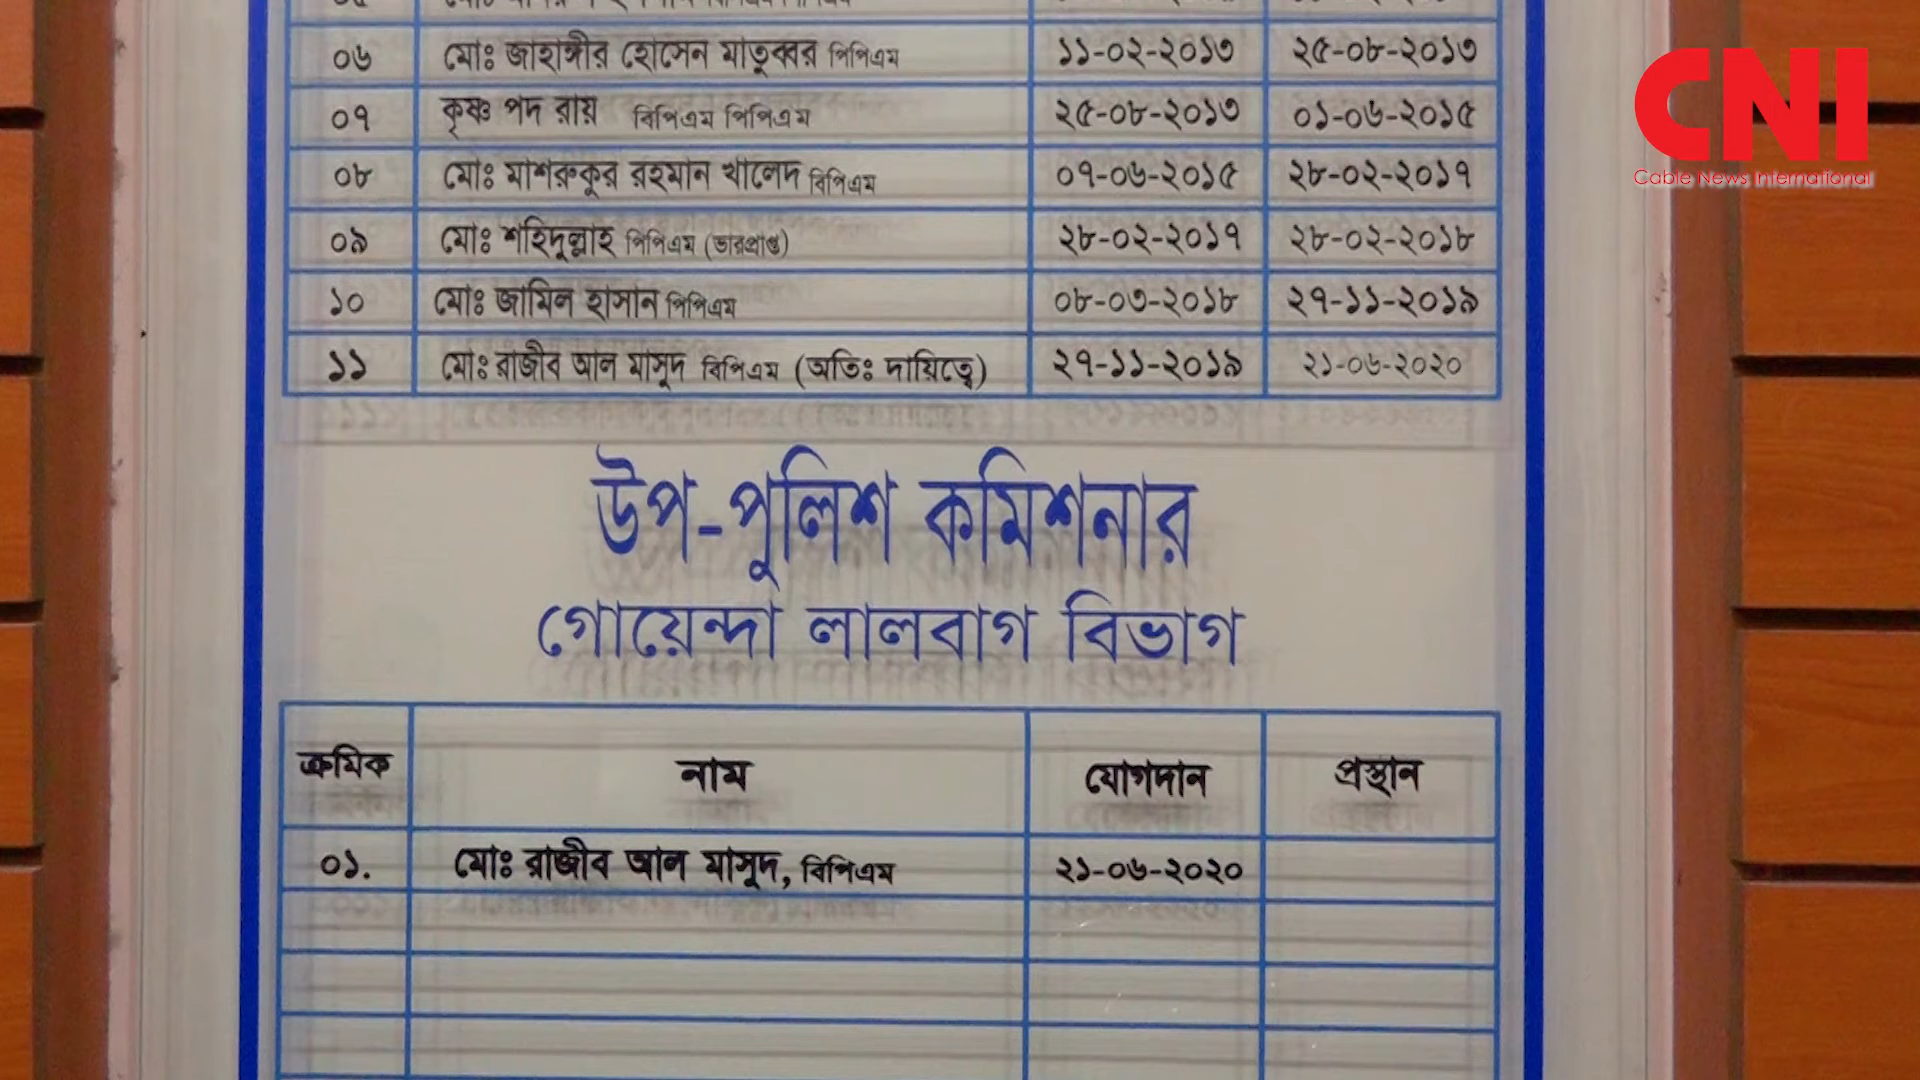 ০৬ মোঃ জাহাঙ্গীর হোসেন মাতুব্বর পিপিএম ১১-০২-২০১৩ ২৫-০৮-২০১৩
০৭ কৃষ্ণ পদ রায় বিপিএম পিপিএম ২৫-০৮-২০১৩ ০১-০৬-২০১৫
০৮ মোঃ মাশরুকুর রহমান খালেদ বিপিএম ০৭-০৬-২০১৫ ২৮-০২-২০১৭
০৯ মোঃ শহিদুল্লাহ পিপিএম (ভারপ্রাপ্ত) ২৮-০২-২০১৭ ২৮-০২-২০১৮
১০ মোঃ জামিল হাসান পিপিএম ০৮-০৩-২০১৮ ২৭-১১-২০১৯
১১ মোঃ রাজীব আল মাসুদ বিপিএম (অতিঃ দায়িত্বে) ২৭-১১-২০১৯ ২১-০৬-২০২০
উপ-পুলিশ কমিশনার
গোয়েন্দা লালবাগ বিভাগ
ক্রমিক নাম যোগদান প্রস্থান
০১. মোঃ রাজীব আল মাসুদ, বিপিএম ২১-০৬-২০২০
CNI
Cable News International